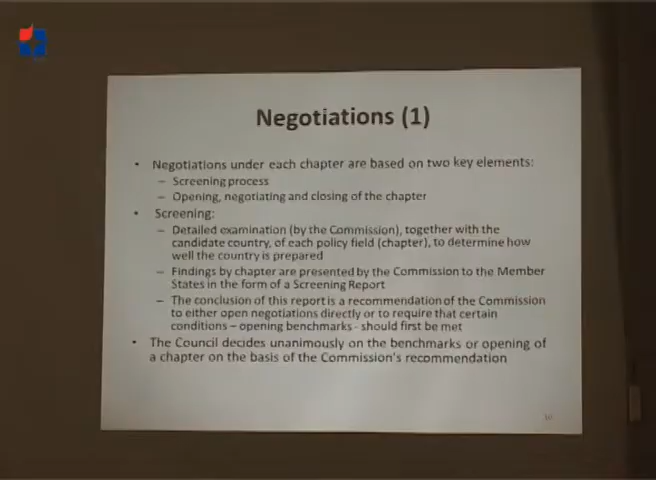 Negotiations (1)
• Negotiations under each chapter are based on two key elements:
– Screening process
– Opening, negotiating and closing of the chapter
• Screening:
– Detailed examination (by the Commission), together with the
candidate country, of each policy field (chapter), to determine how
well the country is prepared
– Findings by chapter are presented by the Commission to the Member
States in the form of a Screening Report
– The conclusion of this report is a recommendation of the Commission
to either open negotiations directly or to require that certain
conditions – opening benchmarks - should first be met
• The Council decides unanimously on the benchmarks or opening of
a chapter on the basis of the Commission's recommendation